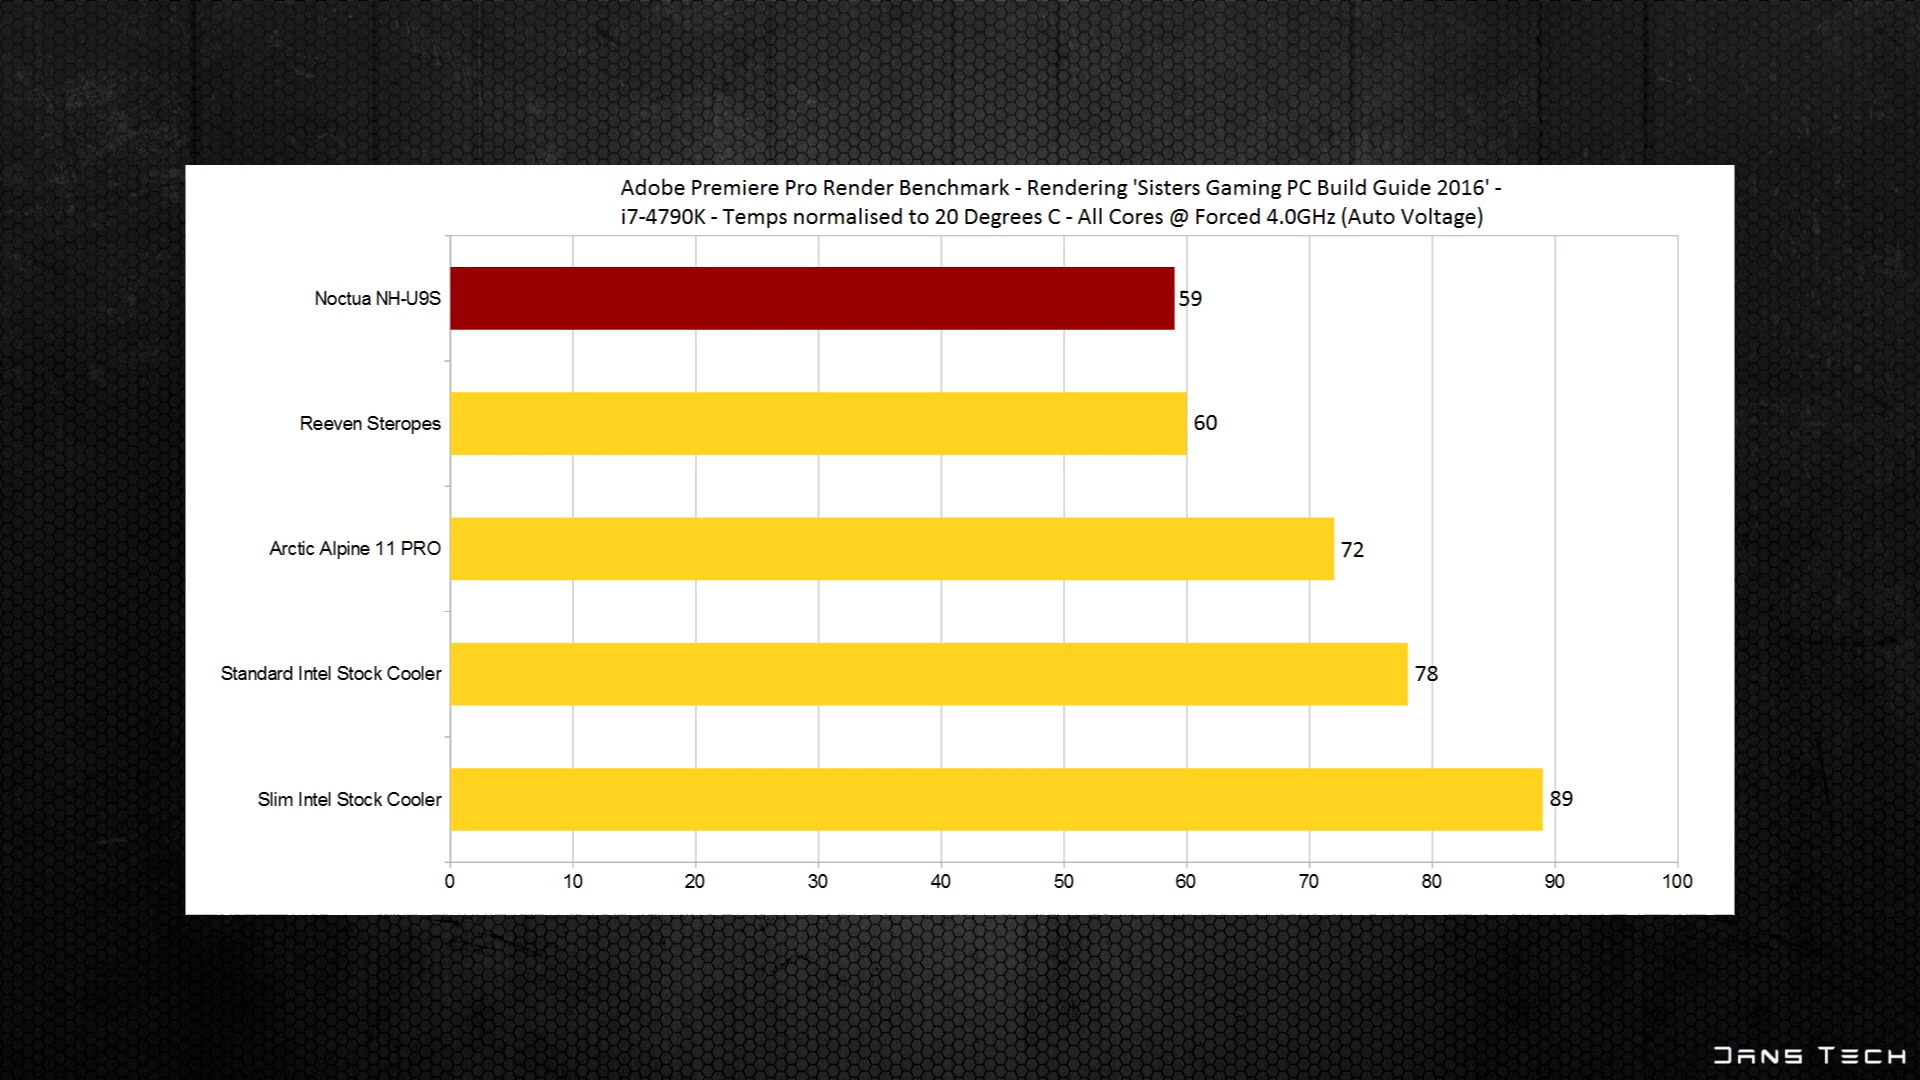 Adobe Premiere Pro Render Benchmark - Rendering 'Sisters Gaming PC Build Guide 2016' -
i7-4790K - Temps normalised to 20 Degrees C - All Cores @ Forced 4.0GHz (Auto Voltage)
Noctua NH-U9S 59
Reeven Steropes 60
Arctic Alpine 11 PRO 72
Standard Intel Stock Cooler 78
Slim Intel Stock Cooler 89
0 10 20 30 40 50 60 70 80 90 100
JANS TECH